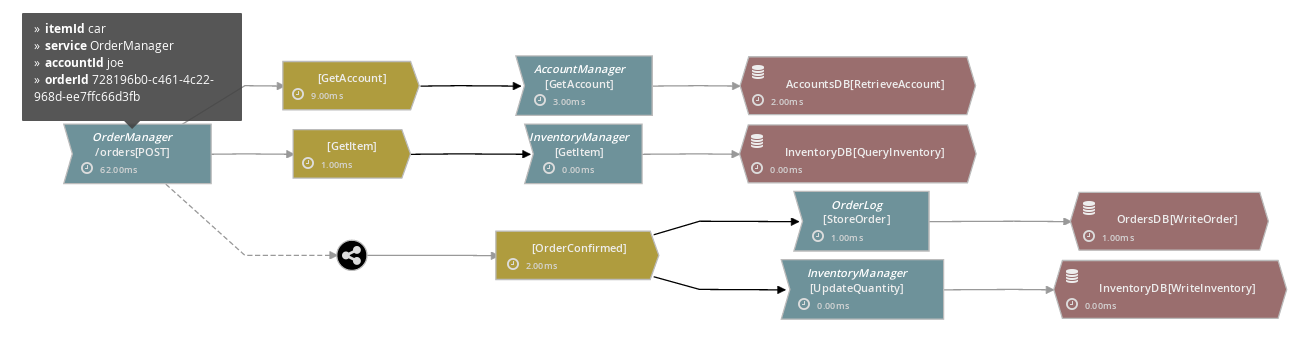 » itemId car
» service OrderManager
» accountId joe
» orderId 728196b0-c461-4c22-
968d-ee7ffc66d3fb
OrderManager
/orders[POST]
62.00ms
[GetAccount]
9.00ms
AccountManager
[GetAccount]
3.00ms
AccountsDB[RetrieveAccount]
2.00ms
[GetItem]
1.00ms
InventoryManager
[GetItem]
0.00ms
InventoryDB[QueryInventory]
0.00ms
[OrderConfirmed]
2.00ms
OrderLog
[StoreOrder]
1.00ms
OrdersDB[WriteOrder]
1.00ms
InventoryManager
[UpdateQuantity]
0.00ms
InventoryDB[WriteInventory]
0.00ms